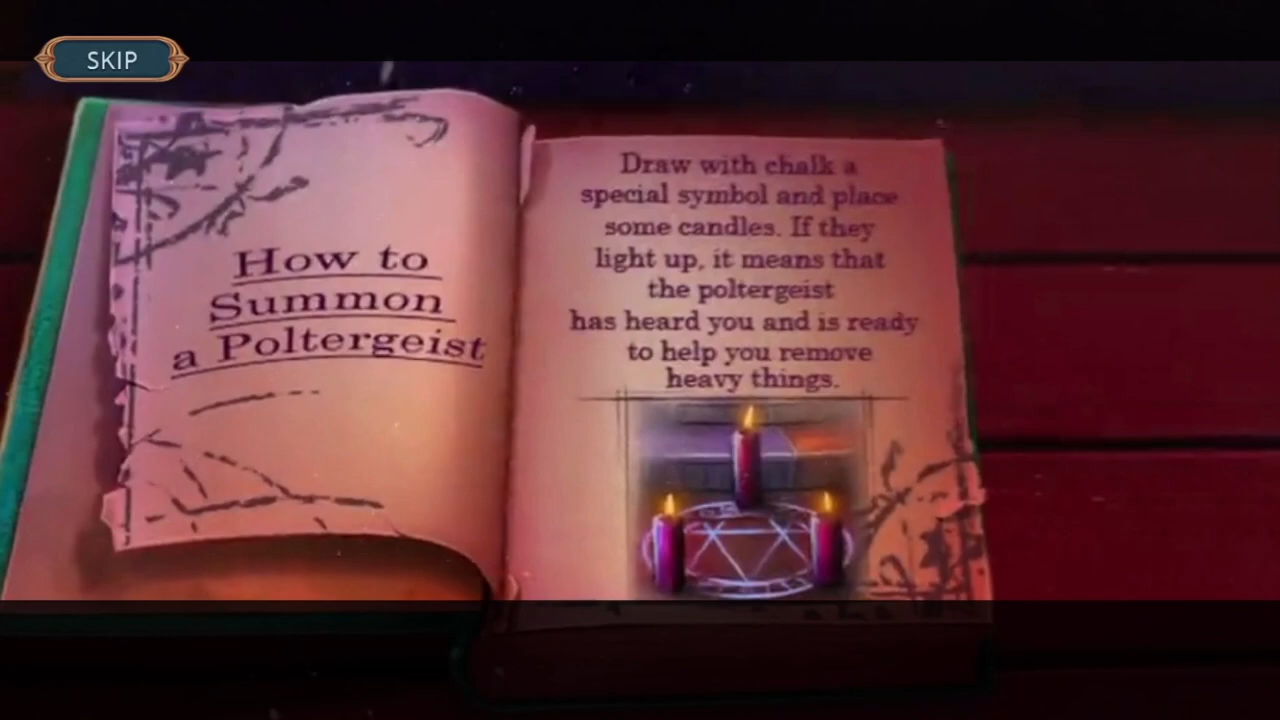 SKIP
How to
Summon
a Poltergeist
Draw with chalk a
special symbol and place
some candles. If they
light up, it means that
the poltergeist
has heard you and is ready
to help you remove
heavy things.